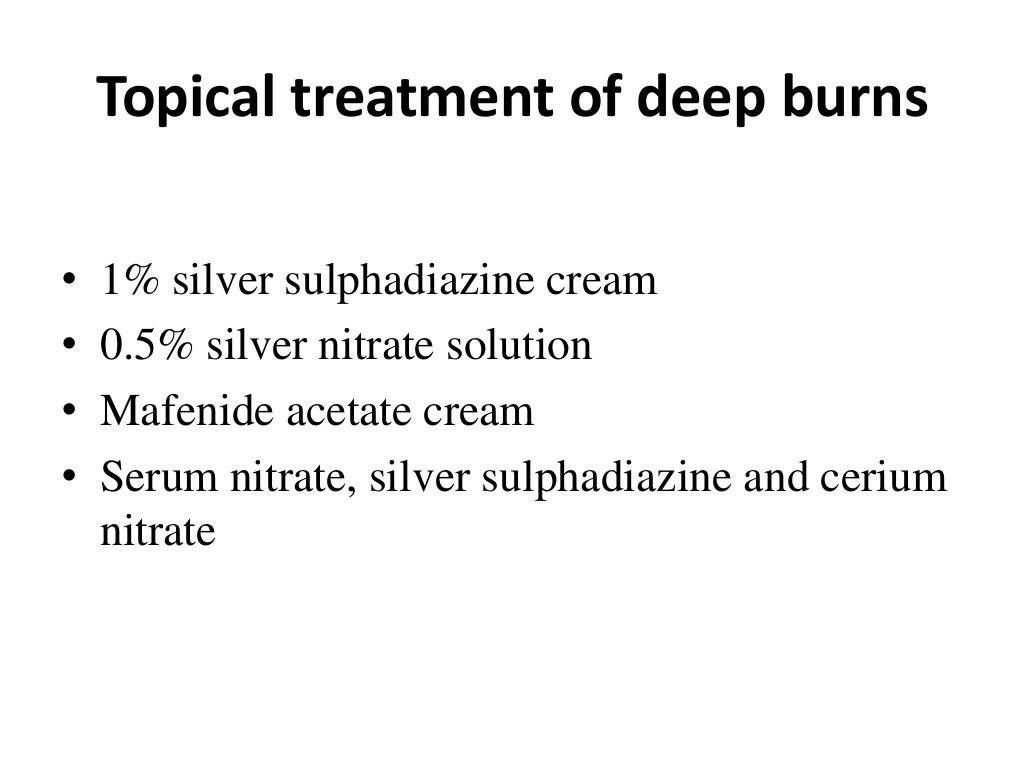 Topical treatment of deep burns
• 1% silver sulphadiazine cream
• 0.5% silver nitrate solution
• Mafenide acetate cream
• Serum nitrate, silver sulphadiazine and cerium
nitrate